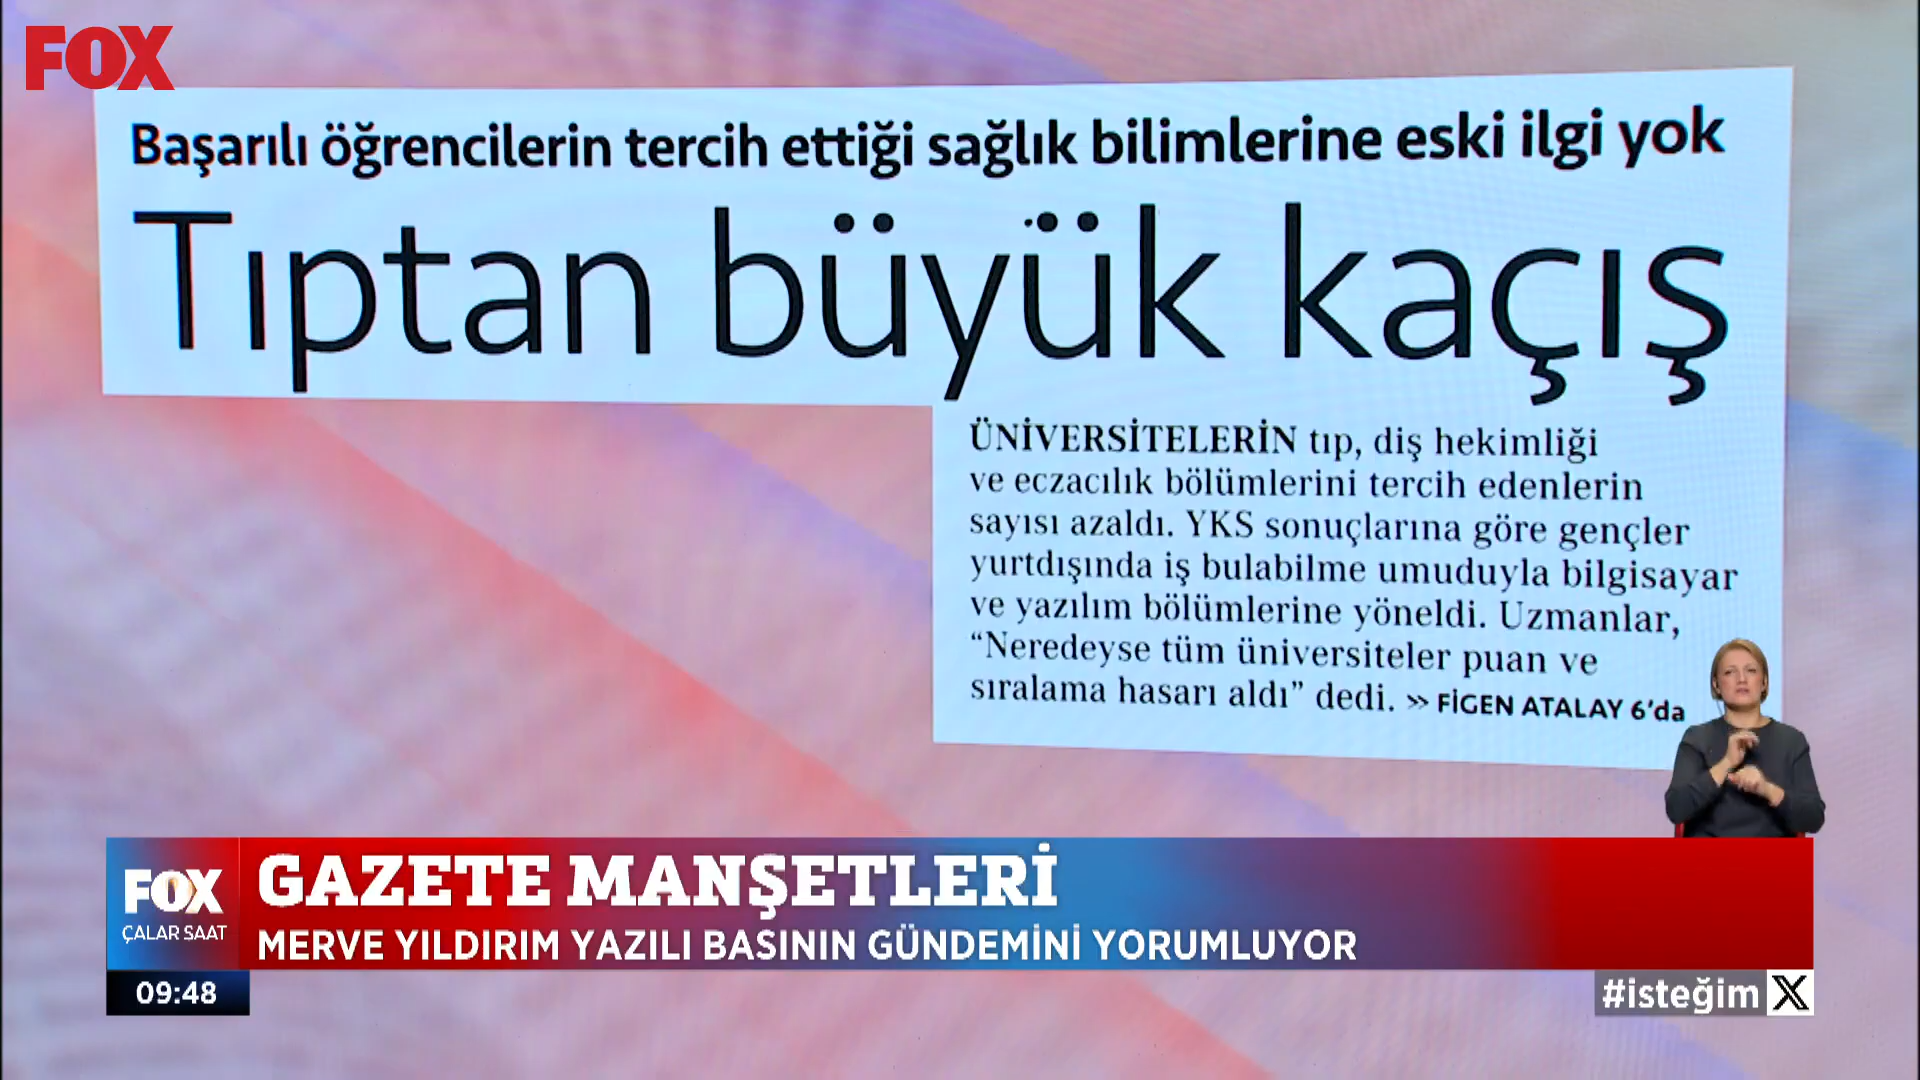 FOX
Başarılı öğrencilerin tercih ettiği sağlık bilimlerine eski ilgi yok
Tıptan büyük kaçış
ÜNİVERSİTELERİN tıp, diş hekimliği
ve eczacılık bölümlerini tercih edenlerin
sayısı azaldı. YKS sonuçlarına göre gençler
yurtdışında iş bulabilme umuduyla bilgisayar
ve yazılım bölümlerine yöneldi. Uzmanlar,
“Neredeyse tüm üniversiteler puan ve
sıralama hasarı aldı” dedi. >> FİGEN ATALAY 6’da
FOX
ÇALAR SAAT
GAZETE MANŞETLERİ
MERVE YILDIRIM YAZILI BASININ GÜNDEMİNİ YORUMLUYOR
09:48
#isteğim X